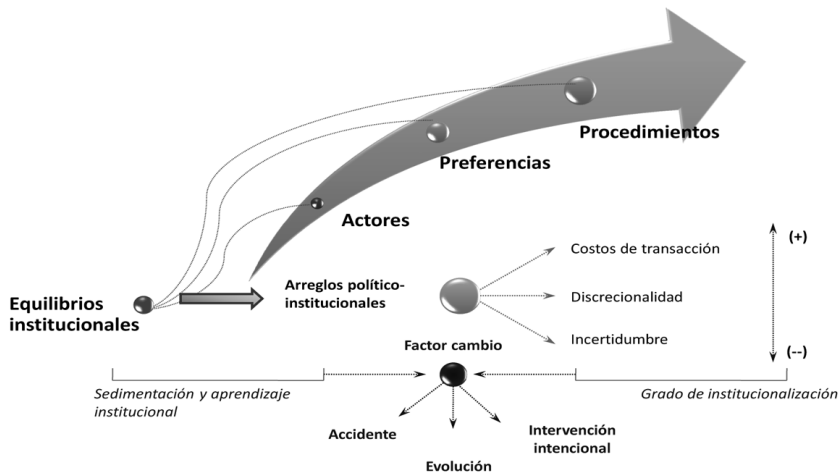 Procedimientos
Preferencias
Actores
Costos de transacción
(+)
Arreglos político-
institucionales
Equilibrios
institucionales
Discrecionalidad
Incertidumbre
Factor cambio
(--)
Sedimentación y aprendizaje
institucional
Grado de institucionalización
Accidente
Intervención
intencional
Evolución